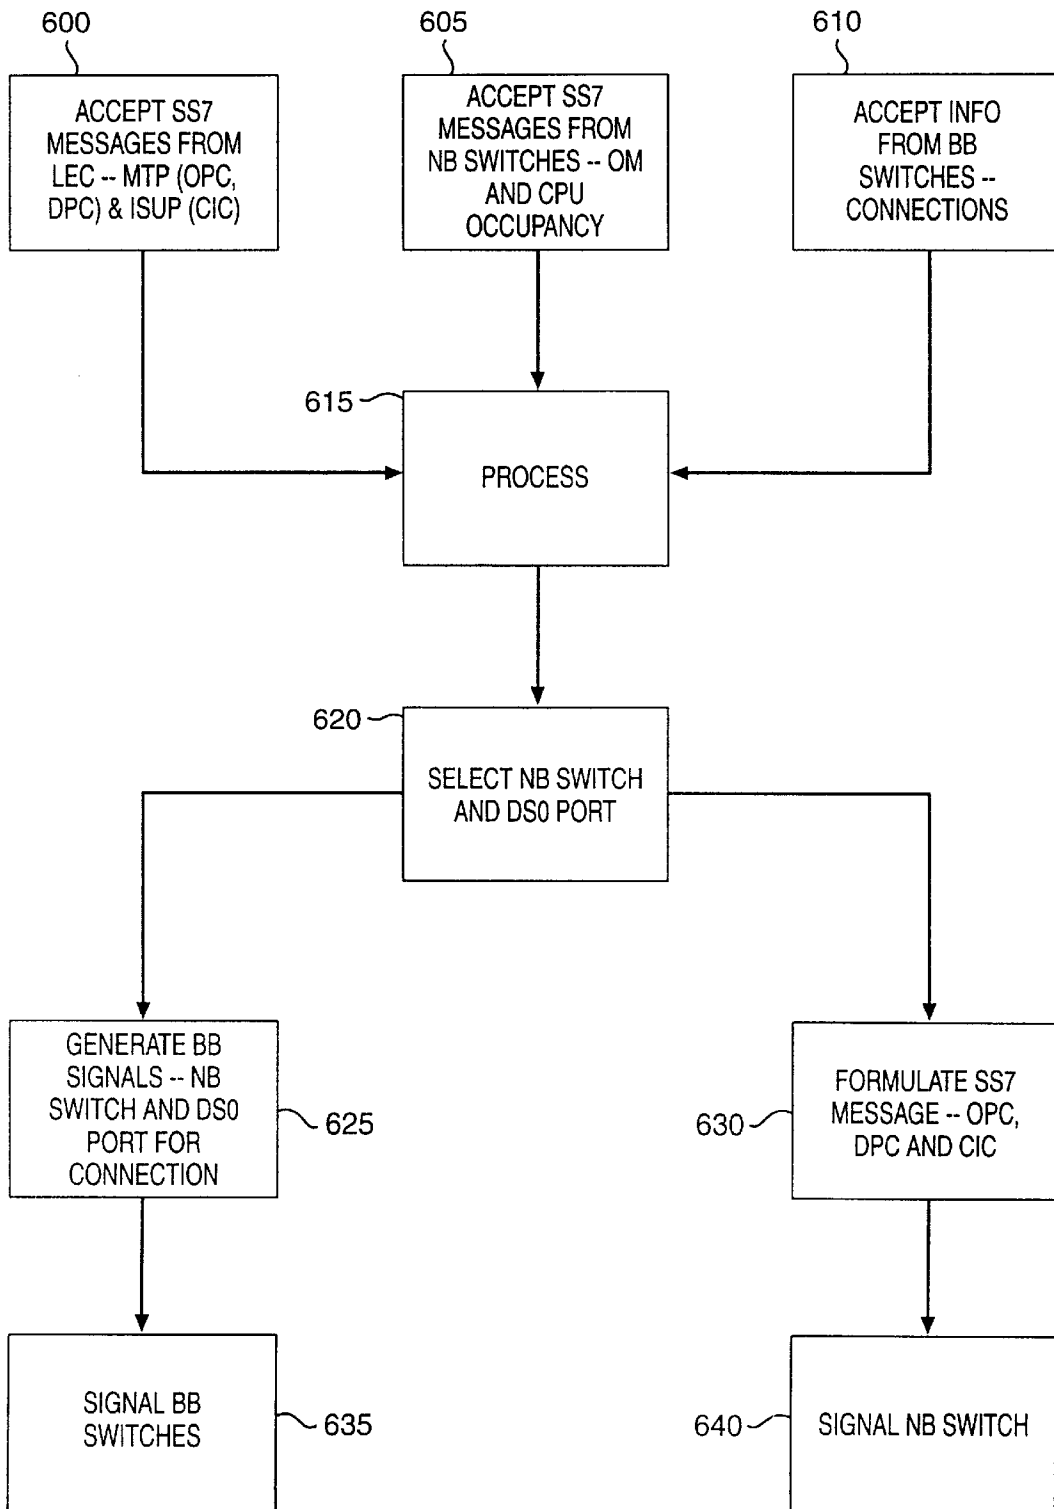 600
605
610
ACCEPT SS7
MESSAGES FROM
LEC -- MTP (OPC,
DPC) & ISUP (CIC)
ACCEPT SS7
MESSAGES FROM
NB SWITCHES -- OM
AND CPU
OCCUPANCY
ACCEPT INFO
FROM BB
SWITCHES --
CONNECTIONS
615
PROCESS
620
SELECT NB SWITCH
AND DS0 PORT
GENERATE BB
SIGNALS -- NB
SWITCH AND DS0
PORT FOR
CONNECTION
625
630
FORMULATE SS7
MESSAGE -- OPC,
DPC AND CIC
SIGNAL BB
SWITCHES
635
640
SIGNAL NB SWITCH